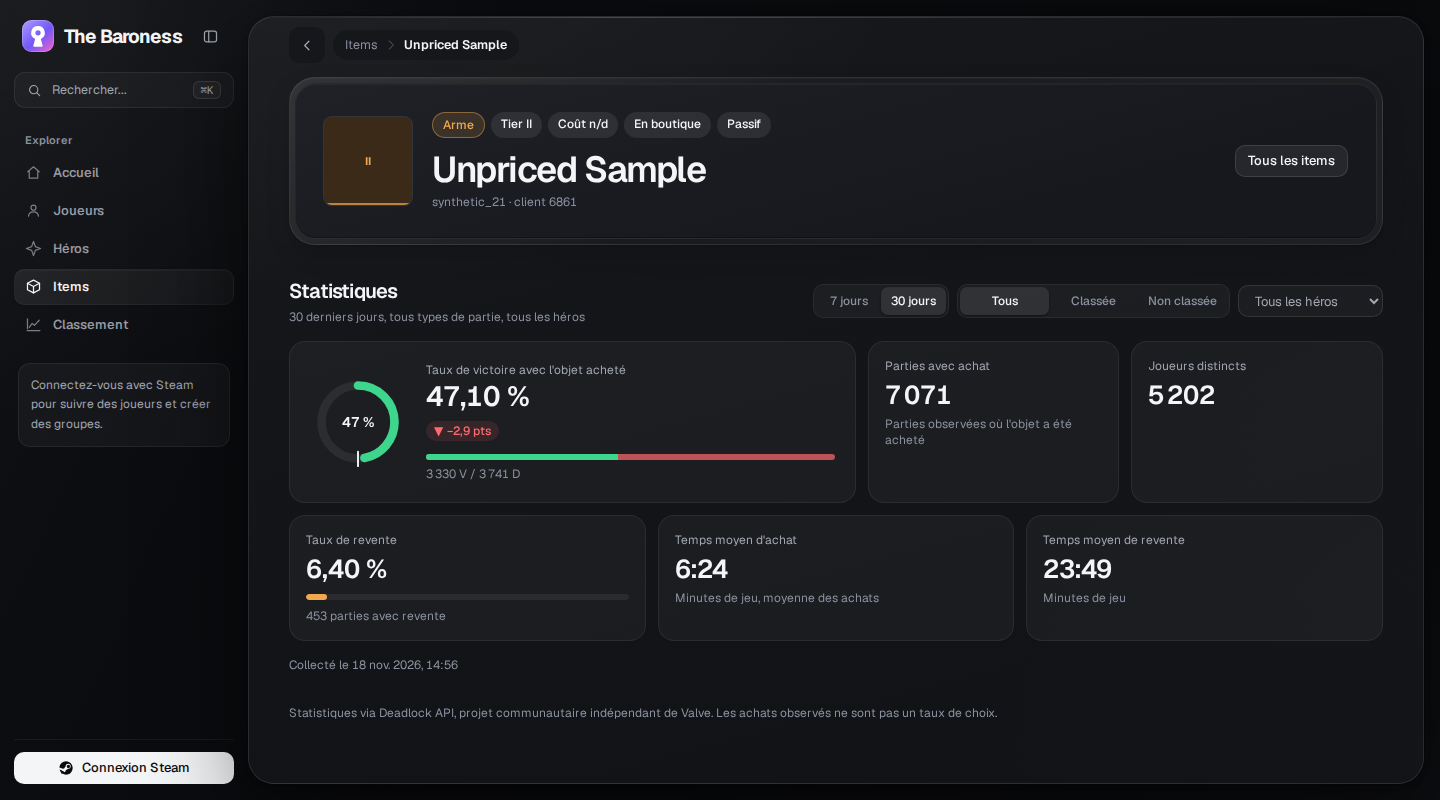 The Baroness
Rechercher... ⌘K
Explorer
Accueil
Joueurs
Héros
Items
Classement
Connectez-vous avec Steam
pour suivre des joueurs et créer
des groupes.
Connexion Steam
Items > Unpriced Sample
II
Arme Tier II Coût n/d En boutique Passif
Unpriced Sample
synthetic_21 · client 6861
Tous les items
Statistiques
30 derniers jours, tous types de partie, tous les héros
7 jours 30 jours Tous Classée Non classée Tous les héros
47 %
Taux de victoire avec l'objet acheté
47,10 %
▼ −2,9 pts
3 330 V / 3 741 D
Parties avec achat
7 071
Parties observées où l'objet a été
acheté
Joueurs distincts
5 202
Taux de revente
6,40 %
453 parties avec revente
Temps moyen d'achat
6:24
Minutes de jeu, moyenne des achats
Temps moyen de revente
23:49
Minutes de jeu
Collecté le 18 nov. 2026, 14:56
Statistiques via Deadlock API, projet communautaire indépendant de Valve. Les achats observés ne sont pas un taux de choix.